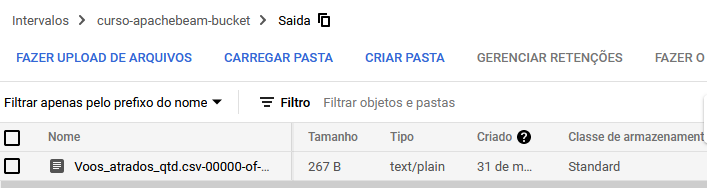 Intervalos > curso-apachebeam-bucket > Saida
FAZER UPLOAD DE ARQUIVOS CARREGAR PASTA CRIAR PASTA GERENCIAR RETENÇÕES FAZER O
Filtrar apenas pelo prefixo do nome Filtro Filtrar objetos e pastas
Nome Tamanho Tipo Criado ? Classe de armazenament
Voos_atrados_qtd.csv-00000-of-... 267 B text/plain 31 de m... Standard